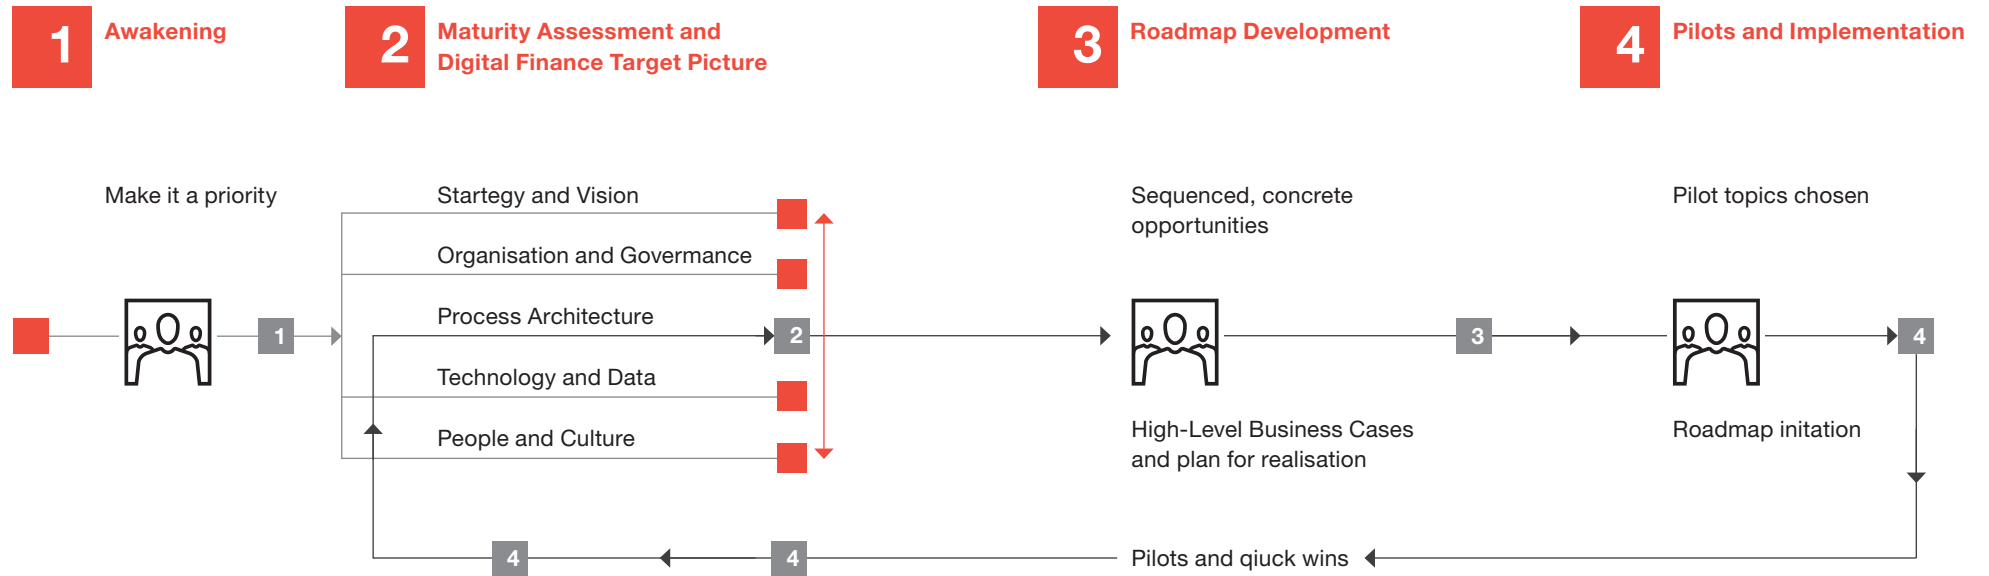 1 Awakening
2 Maturity Assessment and
Digital Finance Target Picture
3 Roadmap Development
4 Pilots and Implementation
Make it a priority
1
Startegy and Vision
Organisation and Govermance
Process Architecture
2
Technology and Data
People and Culture
Sequenced, concrete
opportunities
3
High-Level Business Cases
and plan for realisation
Pilot topics chosen
4
Roadmap initation
4
4
Pilots and qiuck wins